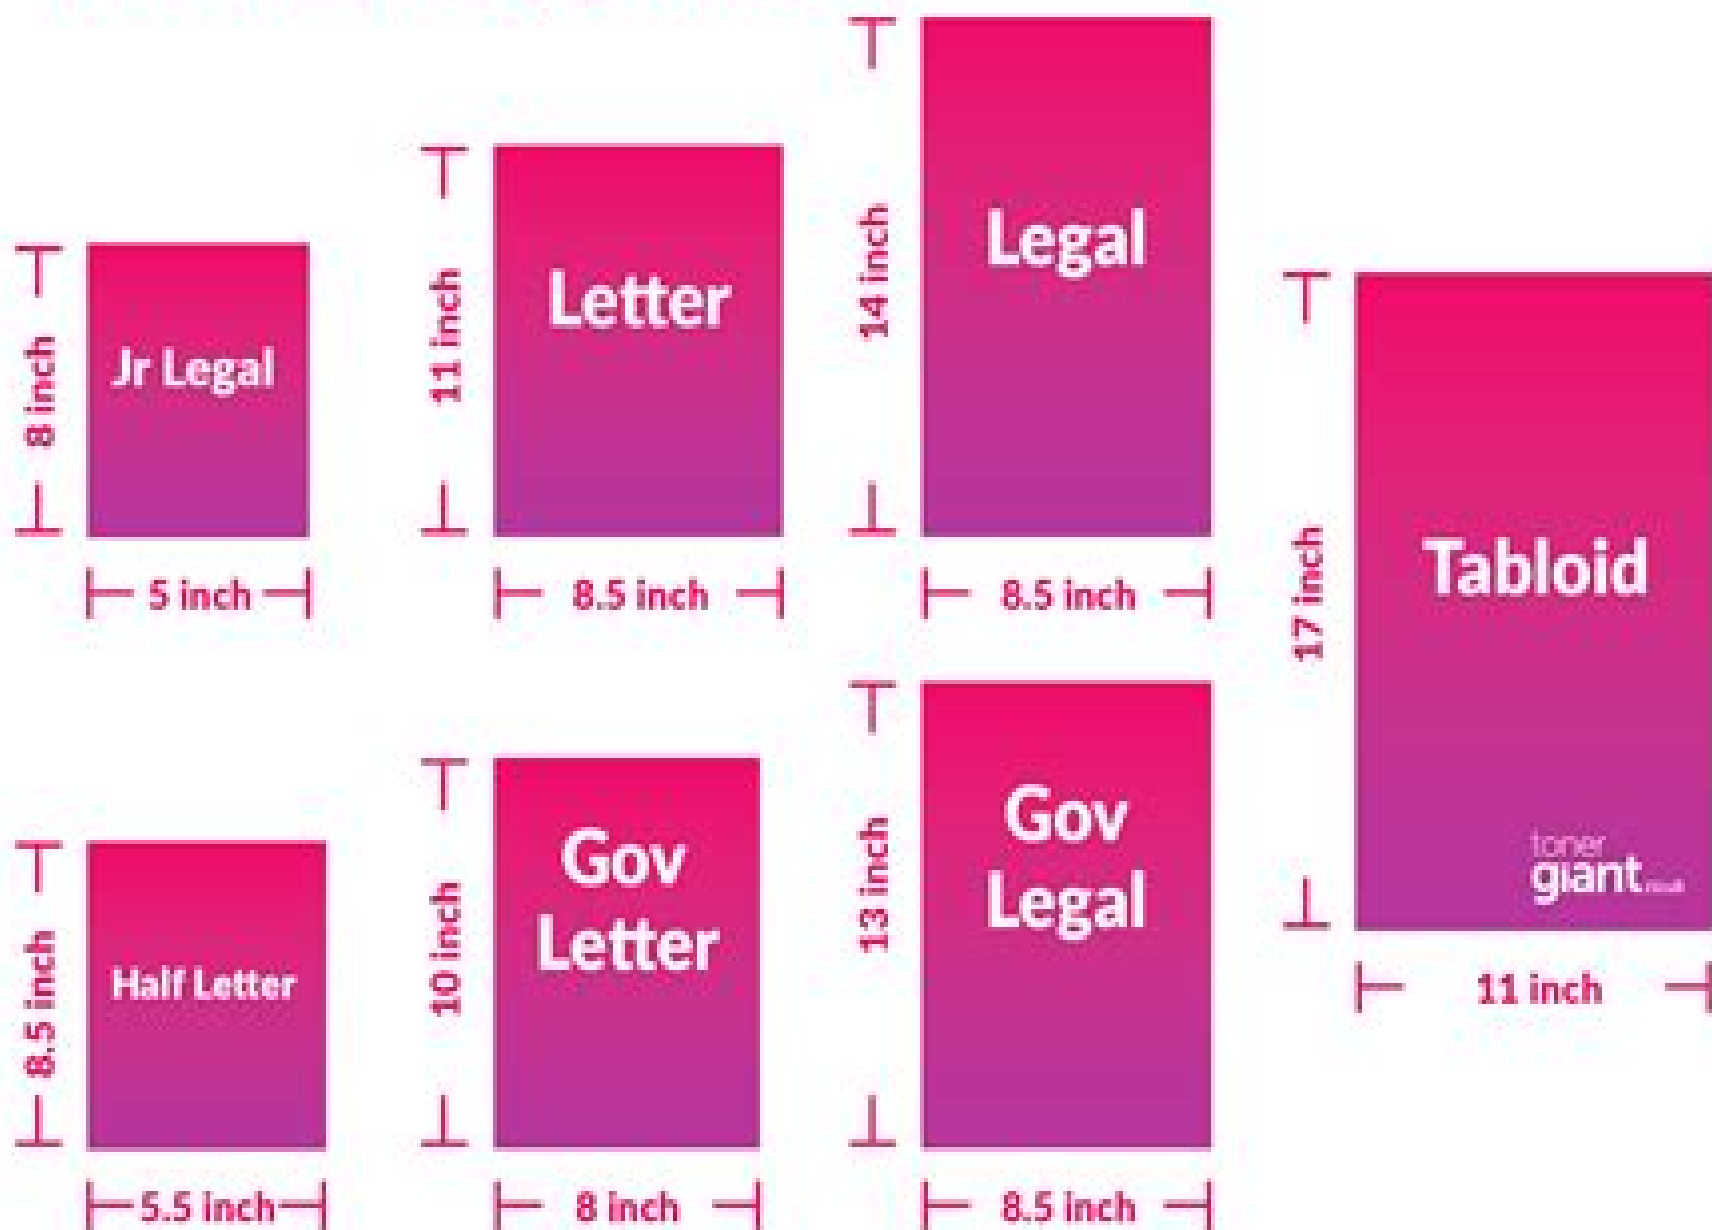 8 inch
Jr Legal
5 inch
11 inch
Letter
8.5 inch
14 inch
Legal
8.5 inch
17 inch
Tabloid
toner
giant
11 inch
8.5 inch
Half Letter
5.5 inch
10 inch
Gov
Letter
8 inch
13 inch
Gov
Legal
8.5 inch